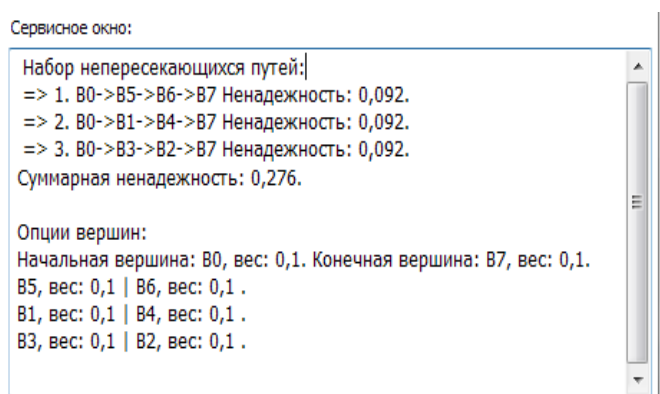 Сервисное окно:
Набор непересекающихся путей:
=> 1. B0->B5->B6->B7 Ненадежность: 0,092.
=> 2. B0->B1->B4->B7 Ненадежность: 0,092.
=> 3. B0->B3->B2->B7 Ненадежность: 0,092.
Суммарная ненадежность: 0,276.
Опции вершин:
Начальная вершина: B0, вес: 0,1. Конечная вершина: B7, вес: 0,1.
B5, вес: 0,1 | B6, вес: 0,1 .
B1, вес: 0,1 | B4, вес: 0,1 .
B3, вес: 0,1 | B2, вес: 0,1 .